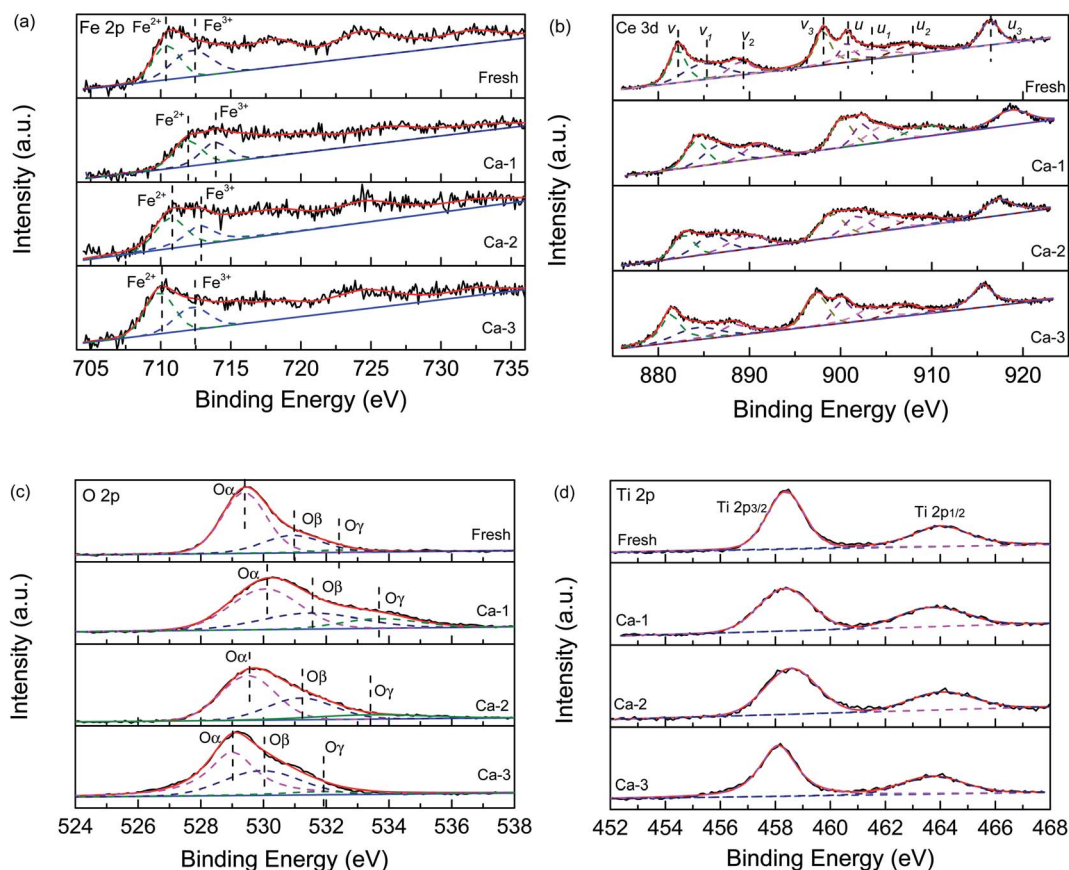 (a)
Fe 2p
Fe2+
Fe3+
Fresh
Fe2+
Fe3+
Ca-1
Fe2+
Fe3+
Ca-2
Fe2+
Fe3+
Ca-3
705 710 715 720 725 730 735
Binding Energy (eV)
Intensity (a.u.)
(b)
Ce 3d
v v1 v2 v3 u u1 u2 u3
Fresh
Ca-1
Ca-2
Ca-3
880 890 900 910 920
Binding Energy (eV)
Intensity (a.u.)
(c)
O 2p
Oα
Oβ
Oγ
Fresh
Oα
Oβ
Oγ
Ca-1
Oα
Oβ
Oγ
Ca-2
Oα
Oβ
Oγ
Ca-3
524 526 528 530 532 534 536 538
Binding Energy (eV)
Intensity (a.u.)
(d)
Ti 2p
Ti 2p3/2
Ti 2p1/2
Fresh
Ca-1
Ca-2
Ca-3
452 454 456 458 460 462 464 466 468
Binding Energy (eV)
Intensity (a.u.)